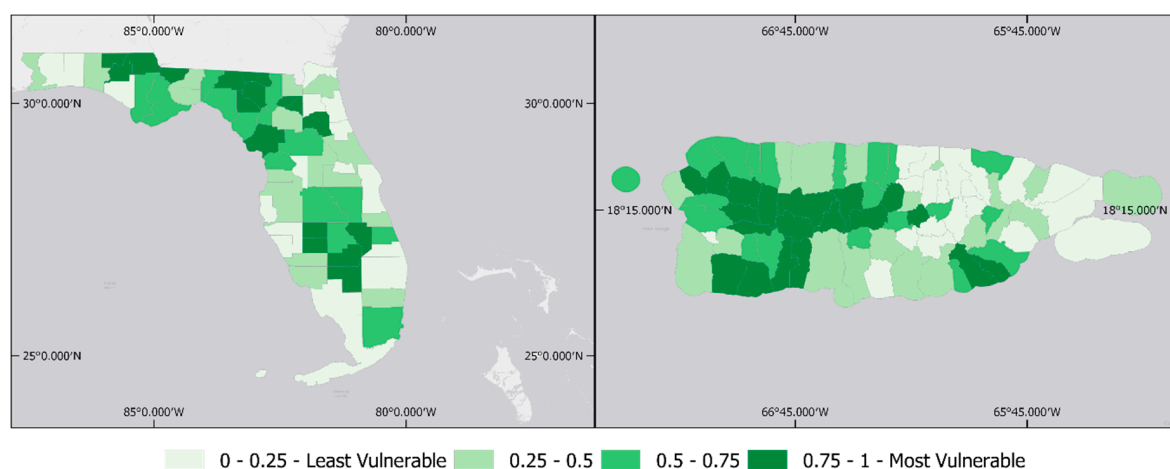 85°0.000′W 80°0.000′W 66°45.000′W 65°45.000′W
30°0.000′N 30°0.000′N
18°15.000′N 18°15.000′N
25°0.000′N 25°0.000′N
85°0.000′W 80°0.000′W 66°45.000′W 65°45.000′W
0 - 0.25 - Least Vulnerable 0.25 - 0.5 0.5 - 0.75 0.75 - 1 - Most Vulnerable